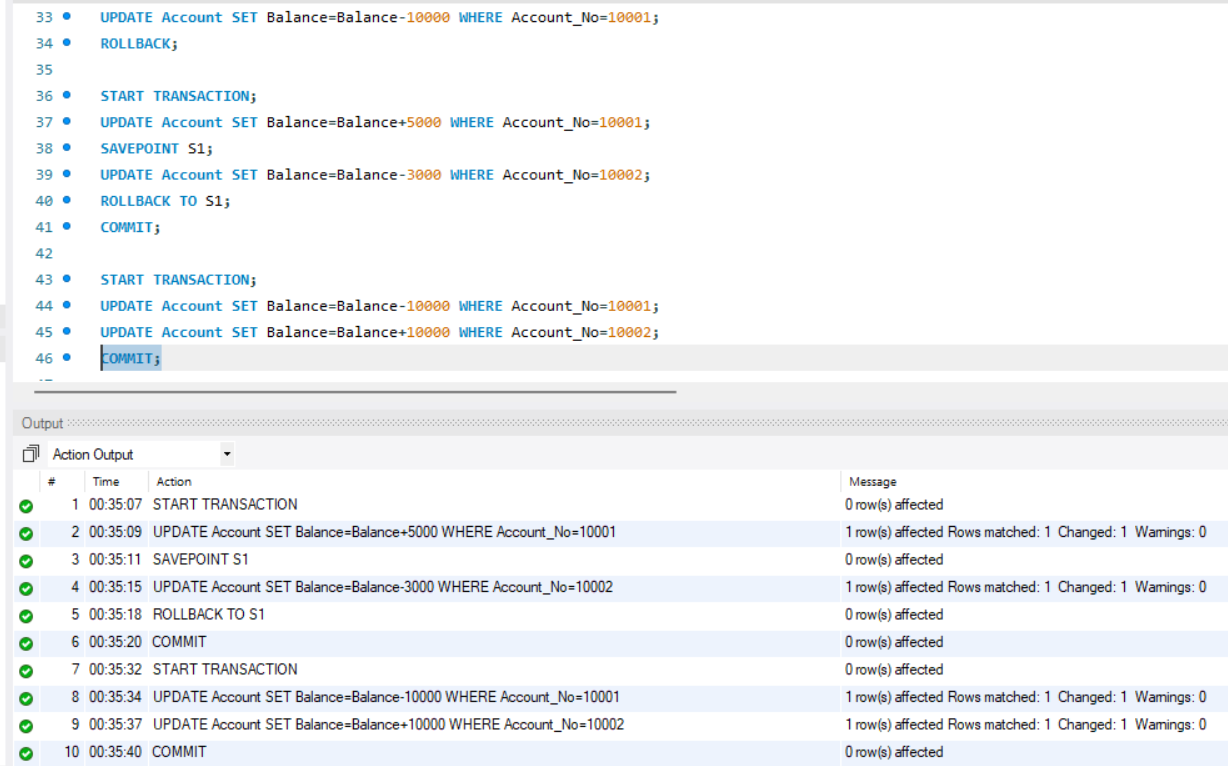 33 UPDATE Account SET Balance=Balance-10000 WHERE Account_No=10001;
34 ROLLBACK;
35
36 START TRANSACTION;
37 UPDATE Account SET Balance=Balance+5000 WHERE Account_No=10001;
38 SAVEPOINT S1;
39 UPDATE Account SET Balance=Balance-3000 WHERE Account_No=10002;
40 ROLLBACK TO S1;
41 COMMIT;
42
43 START TRANSACTION;
44 UPDATE Account SET Balance=Balance-10000 WHERE Account_No=10001;
45 UPDATE Account SET Balance=Balance+10000 WHERE Account_No=10002;
46 COMMIT;
Output
Action Output
# Time Action Message
1 00:35:07 START TRANSACTION 0 row(s) affected
2 00:35:09 UPDATE Account SET Balance=Balance+5000 WHERE Account_No=10001 1 row(s) affected Rows matched: 1 Changed: 1 Warnings: 0
3 00:35:11 SAVEPOINT S1 0 row(s) affected
4 00:35:15 UPDATE Account SET Balance=Balance-3000 WHERE Account_No=10002 1 row(s) affected Rows matched: 1 Changed: 1 Warnings: 0
5 00:35:18 ROLLBACK TO S1 0 row(s) affected
6 00:35:20 COMMIT 0 row(s) affected
7 00:35:32 START TRANSACTION 0 row(s) affected
8 00:35:34 UPDATE Account SET Balance=Balance-10000 WHERE Account_No=10001 1 row(s) affected Rows matched: 1 Changed: 1 Warnings: 0
9 00:35:37 UPDATE Account SET Balance=Balance+10000 WHERE Account_No=10002 1 row(s) affected Rows matched: 1 Changed: 1 Warnings: 0
10 00:35:40 COMMIT 0 row(s) affected